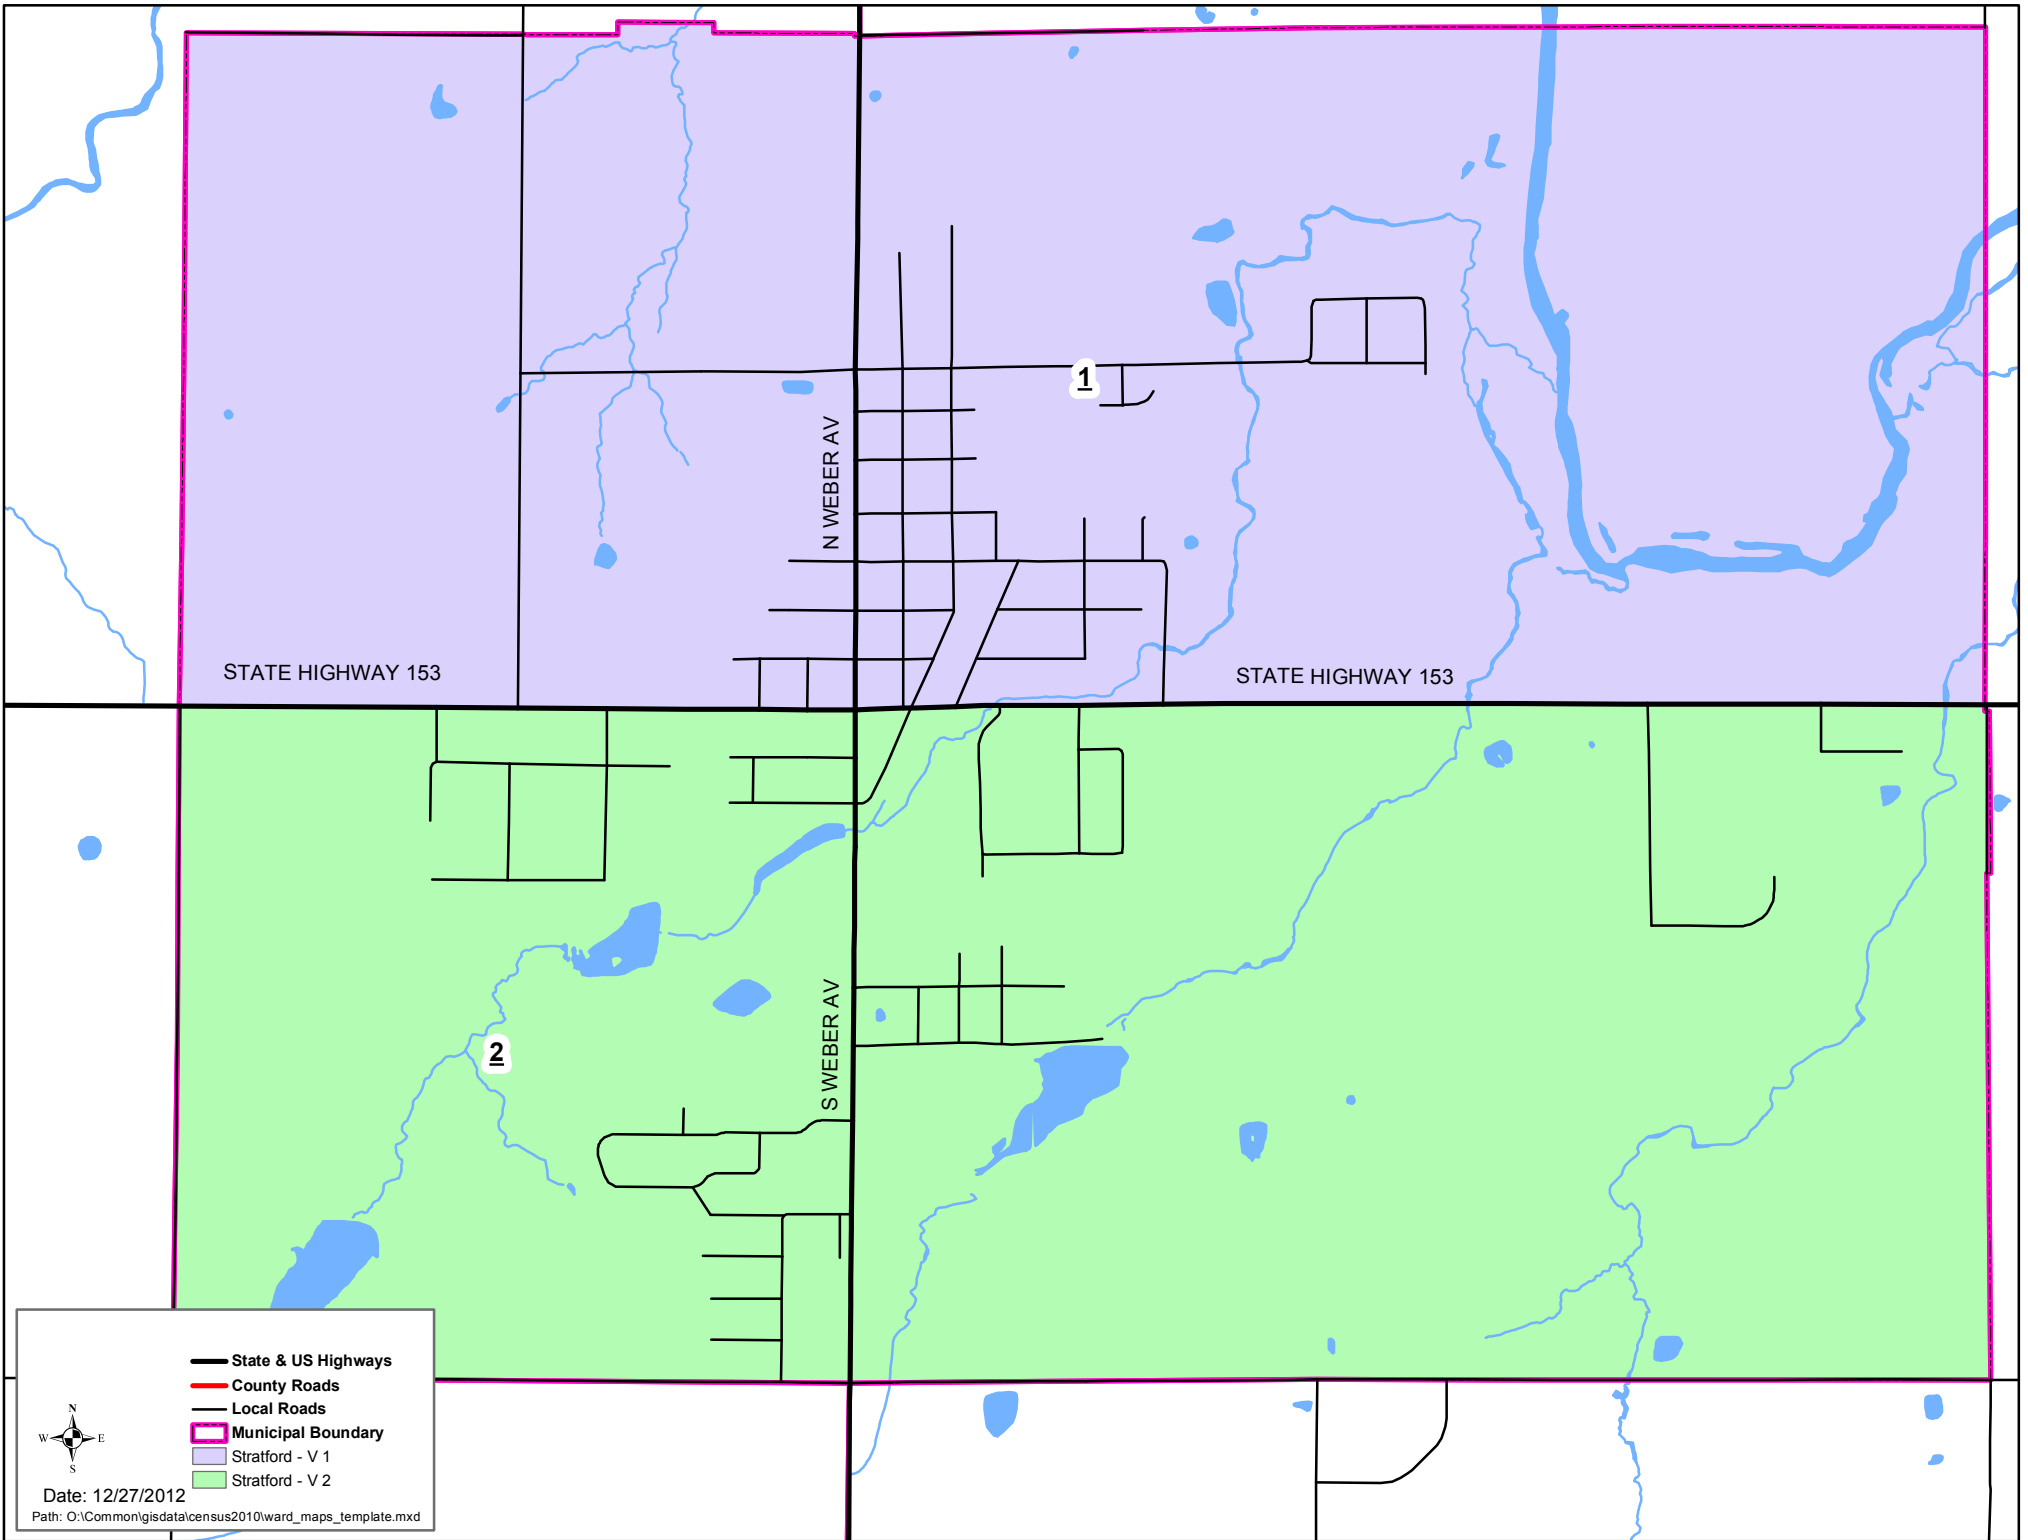 1
N WEBER AV
STATE HIGHWAY 153
STATE HIGHWAY 153
S WEBER AV
2
State & US Highways
County Roads
Local Roads
Municipal Boundary
Stratford - V 1
Stratford - V 2
N
W E
S
Date: 12/27/2012
Path: O:\Common\gisdata\census2010\ward_maps_template.mxd